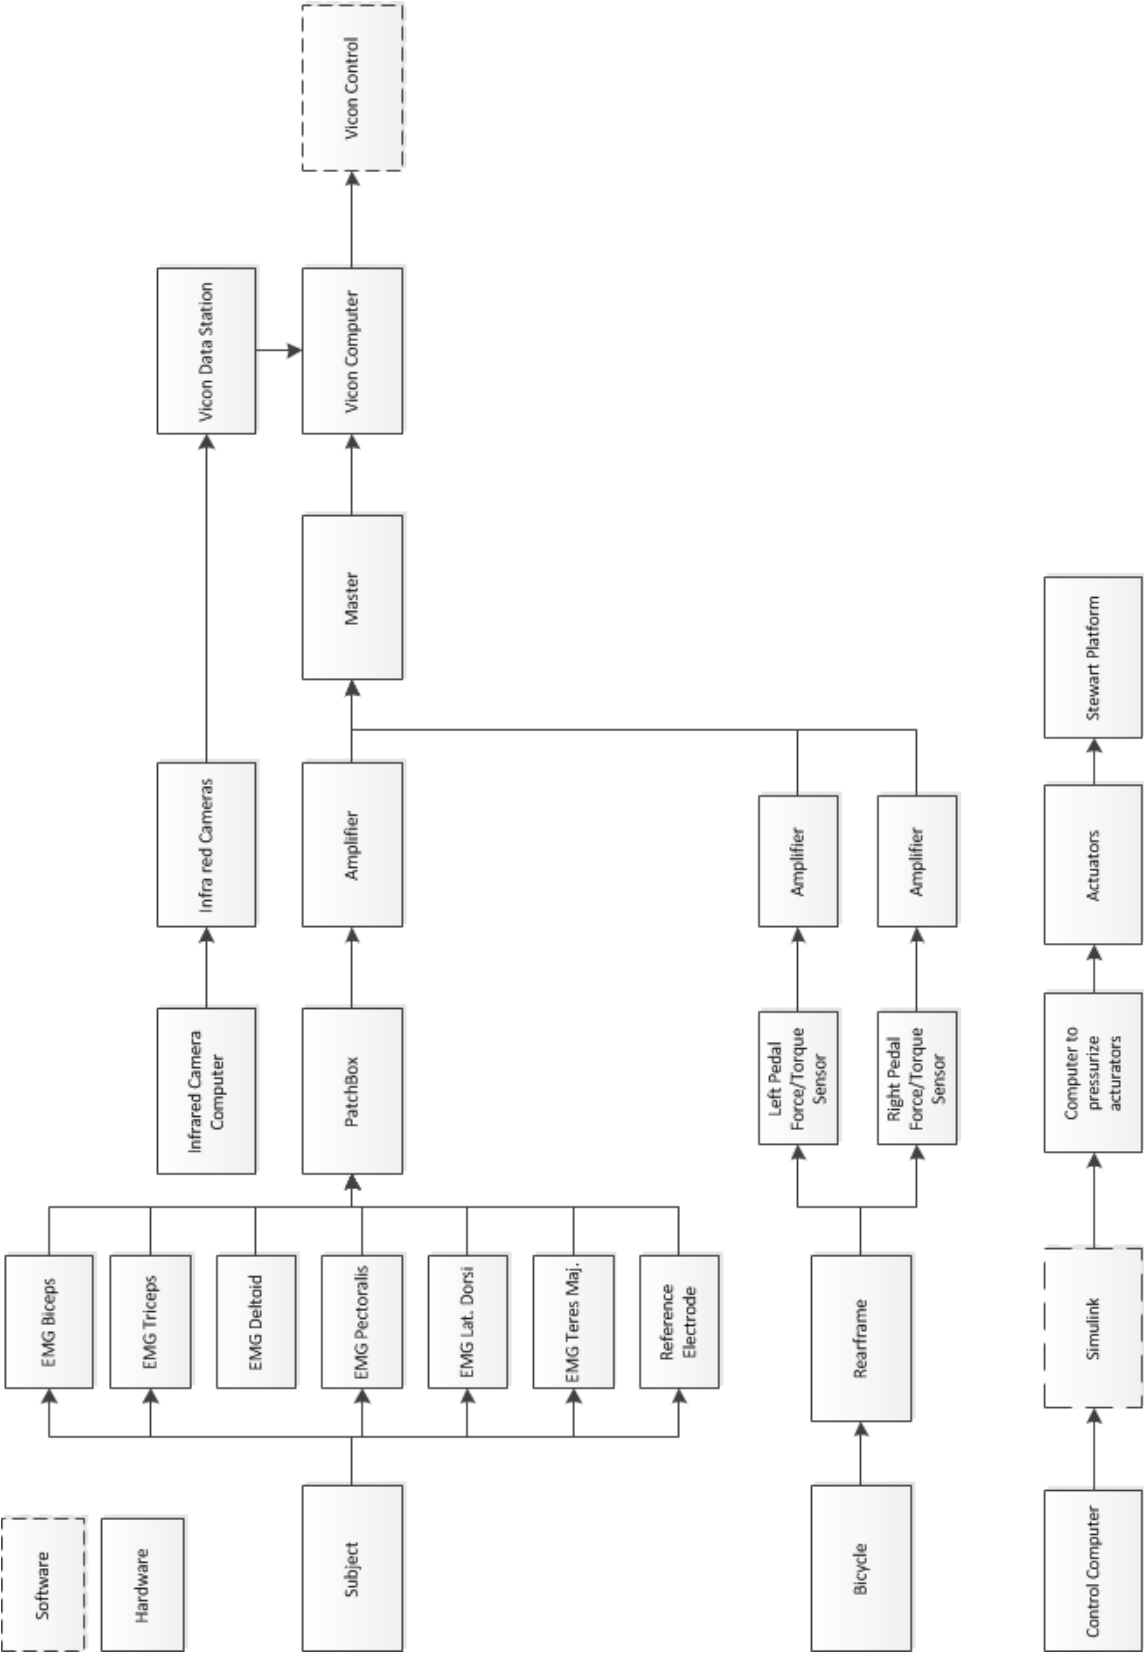 Software
Hardware
Subject
EMG Biceps
EMG Triceps
EMG Deltoid
EMG Pectoralis
EMG Lat. Dorsi
EMG Teres Maj.
Reference
Electrode
Infrared Camera
Computer
PatchBox
Infra red Cameras
Amplifier
Master
Vicon Data Station
Vicon Computer
Vicon Control
Bicycle
Rearframe
Left Pedal
Force/Torque
Sensor
Right Pedal
Force/Torque
Sensor
Amplifier
Amplifier
Control Computer
Simulink
Computer to
pressurize
acturators
Actuators
Stewart Platform